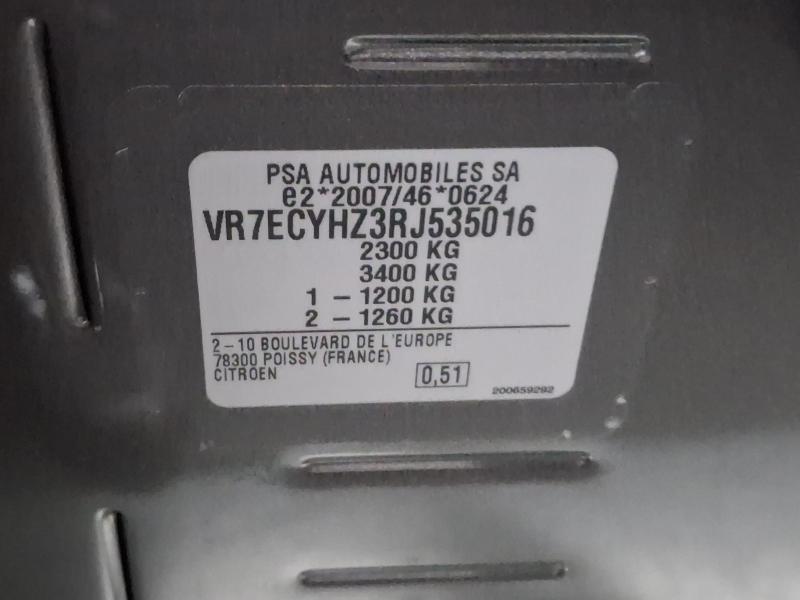 PSA AUTOMOBILES SA
e2*2007/46*0624
VR7ECYHZ3RJ535016
2300 KG
3400 KG
1 – 1200 KG
2 – 1260 KG
2–10 BOULEVARD DE L'EUROPE
78300 POISSY (FRANCE)
CITROEN
0,51
200659292